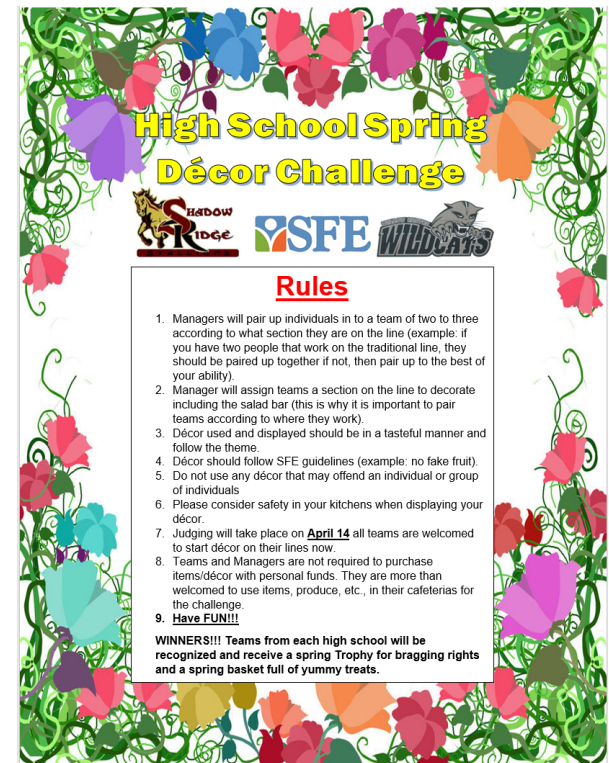 High School Spring
Décor Challenge
SHADOW
RIDGE
STALLIONS
SFE
WILDCATS
Rules
1. Managers will pair up individuals in to a team of two to three
according to what section they are on the line (example: if
you have two people that work on the traditional line, they
should be paired up together if not, then pair up to the best of
your ability).
2. Manager will assign teams a section on the line to decorate
including the salad bar (this is why it is important to pair
teams according to where they work).
3. Décor used and displayed should be in a tasteful manner and
follow the theme.
4. Décor should follow SFE guidelines (example: no fake fruit).
5. Do not use any décor that may offend an individual or group
of individuals
6. Please consider safety in your kitchens when displaying your
décor.
7. Judging will take place on April 14 all teams are welcomed
to start décor on their lines now.
8. Teams and Managers are not required to purchase
items/décor with personal funds. They are more than
welcomed to use items, produce, etc., in their cafeterias for
the challenge.
9. Have FUN!!!
WINNERS!!! Teams from each high school will be
recognized and receive a spring Trophy for bragging rights
and a spring basket full of yummy treats.